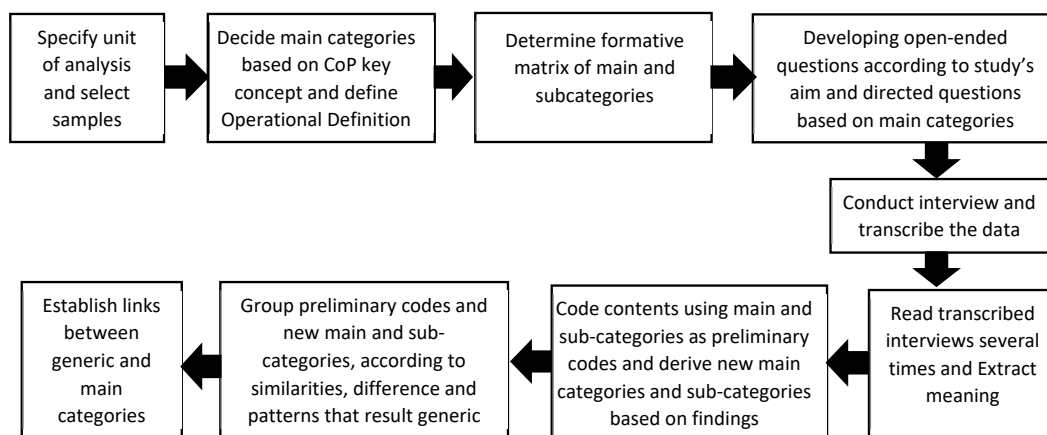 Specify unit
of analysis
and select
samples
Decide main categories
based on CoP key
concept and define
Operational Definition
Determine formative
matrix of main and
subcategories
Developing open-ended
questions according to study’s
aim and directed questions
based on main categories
Conduct interview and
transcribe the data
Read transcribed
interviews several
times and Extract
meaning
Code contents using main and
sub-categories as preliminary
codes and derive new main
categories and sub-categories
based on findings
Group preliminary codes and
new main and sub-
categories, according to
similarities, difference and
patterns that result generic
Establish links
between
generic and
main
categories